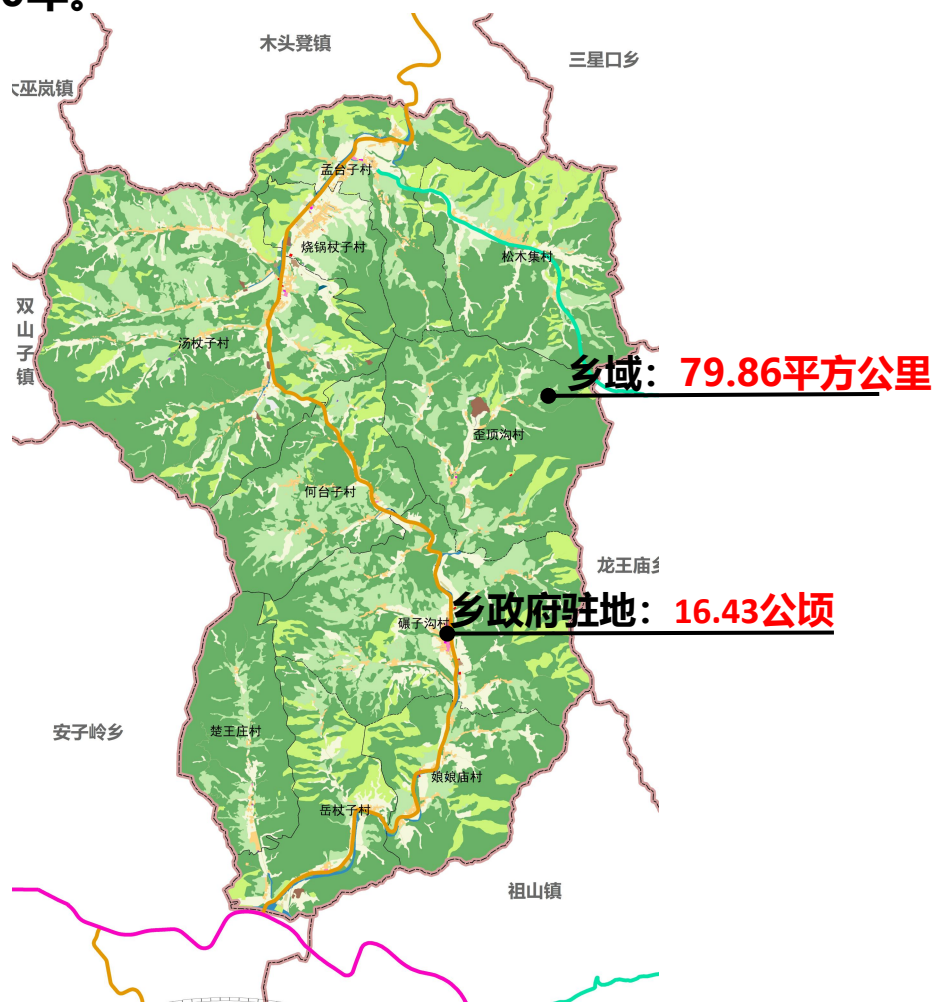 木头凳镇
三星口乡
大巫岚镇
孟台子村
烧锅杖子村
松木集村
双山子镇
汤杖子村
乡域：79.86平方公里
歪顶沟村
何台子村
龙王庙乡
乡政府驻地：16.43公顷
碾子沟村
安子岭乡
楚王庄村
娘娘庙村
岳杖子村
祖山镇